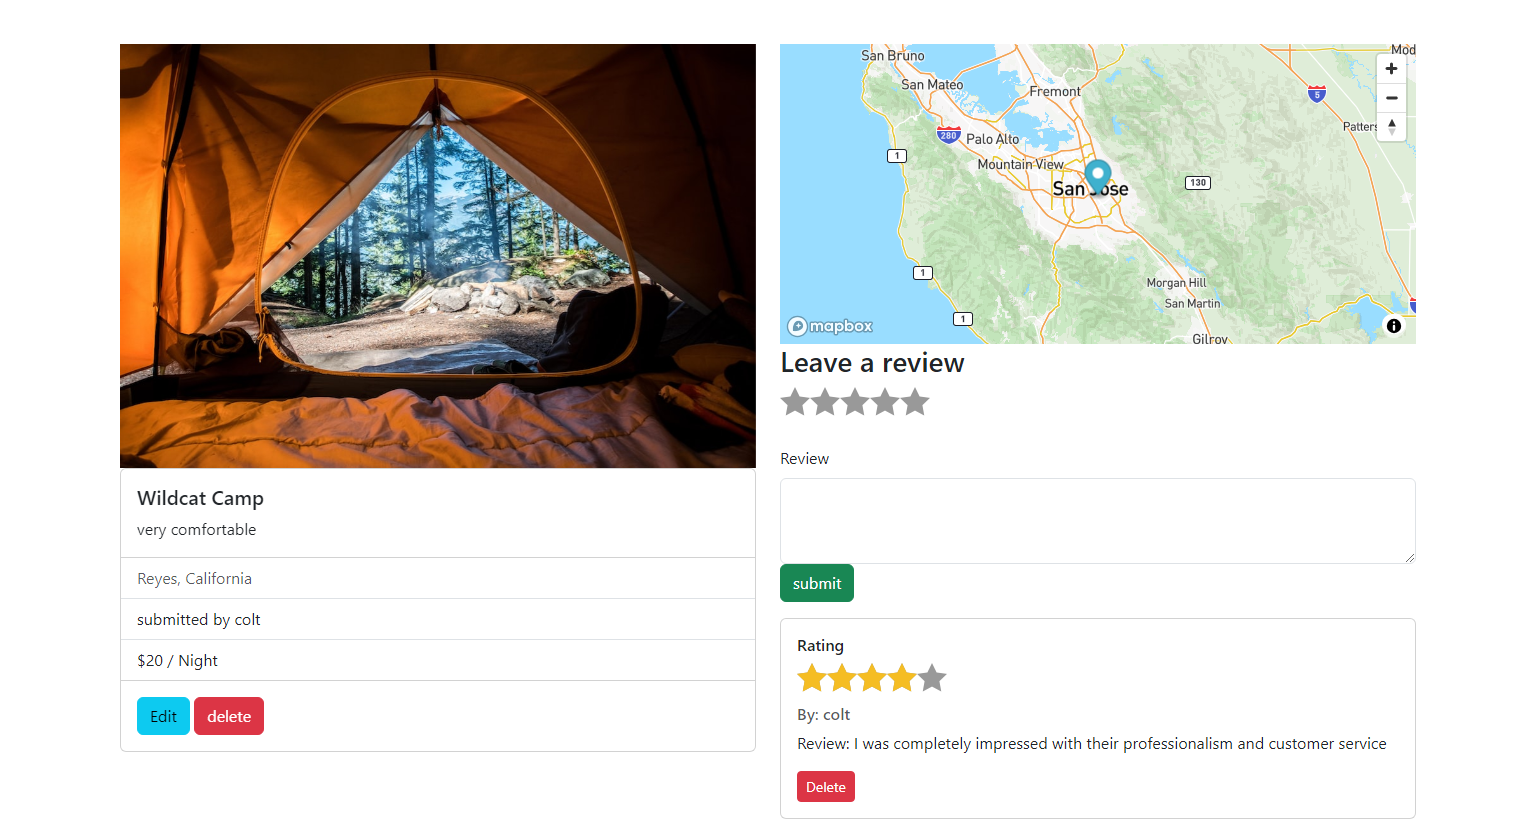 Wildcat Camp
very comfortable
Reyes, California
submitted by colt
$20 / Night
Edit
delete
San Bruno
Mod
San Mateo
Fremont
5
280
Palo Alto
Patters
1
Mountain View
130
San Jose
1
Morgan Hill
San Martin
1
mapbox
Gilroy
Leave a review
Review
submit
Rating
By: colt
Review: I was completely impressed with their professionalism and customer service
Delete